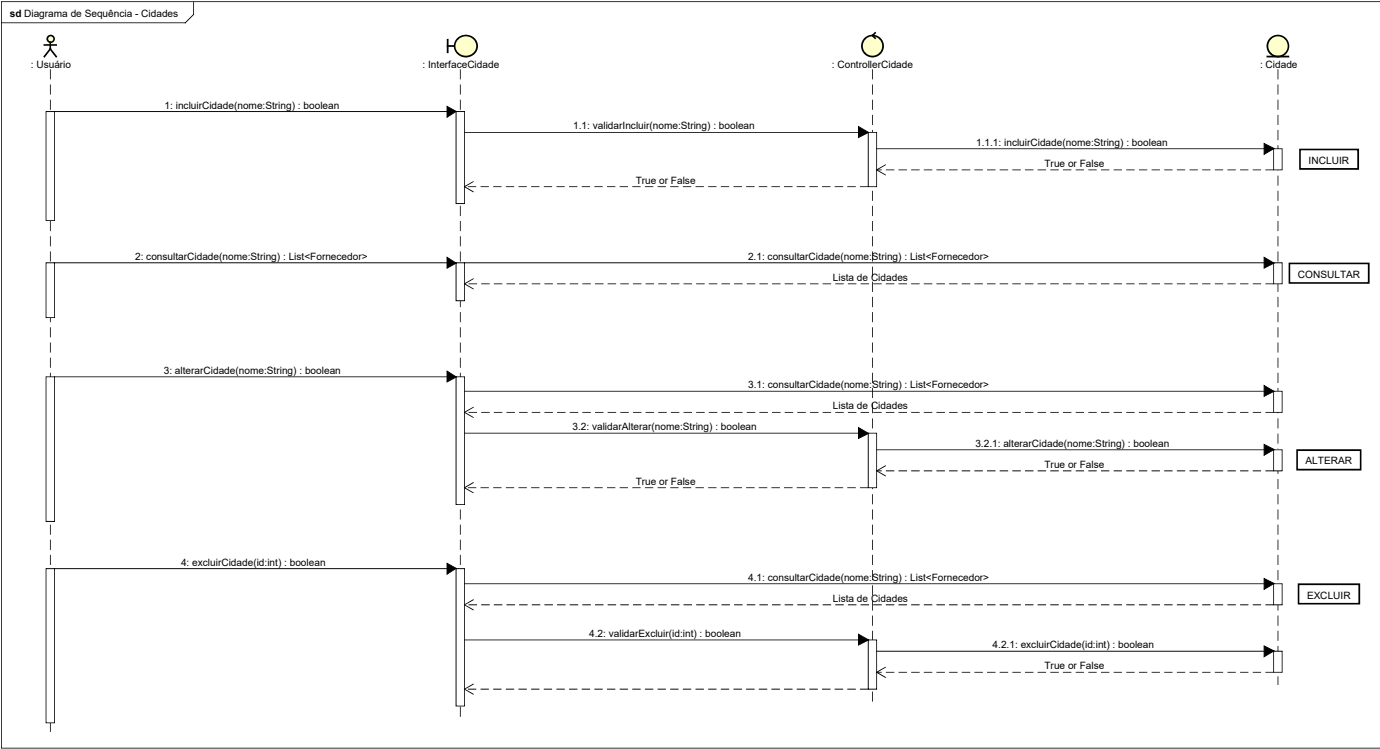 sd Diagrama de Sequência - Cidades
: Usuário
: InterfaceCidade
: ControllerCidade
: Cidade
1: incluirCidade(nome:String) : boolean
1.1: validarIncluir(nome:String) : boolean
1.1.1: incluirCidade(nome:String) : boolean
True or False
INCLUIR
True or False
2: consultarCidade(nome:String) : List<Fornecedor>
2.1: consultarCidade(nome:String) : List<Fornecedor>
Lista de Cidades
CONSULTAR
3: alterarCidade(nome:String) : boolean
3.1: consultarCidade(nome:String) : List<Fornecedor>
Lista de Cidades
3.2: validarAlterar(nome:String) : boolean
3.2.1: alterarCidade(nome:String) : boolean
True or False
ALTERAR
True or False
4: excluirCidade(id:int) : boolean
4.1: consultarCidade(nome:String) : List<Fornecedor>
Lista de Cidades
EXCLUIR
4.2: validarExcluir(id:int) : boolean
4.2.1: excluirCidade(id:int) : boolean
True or False